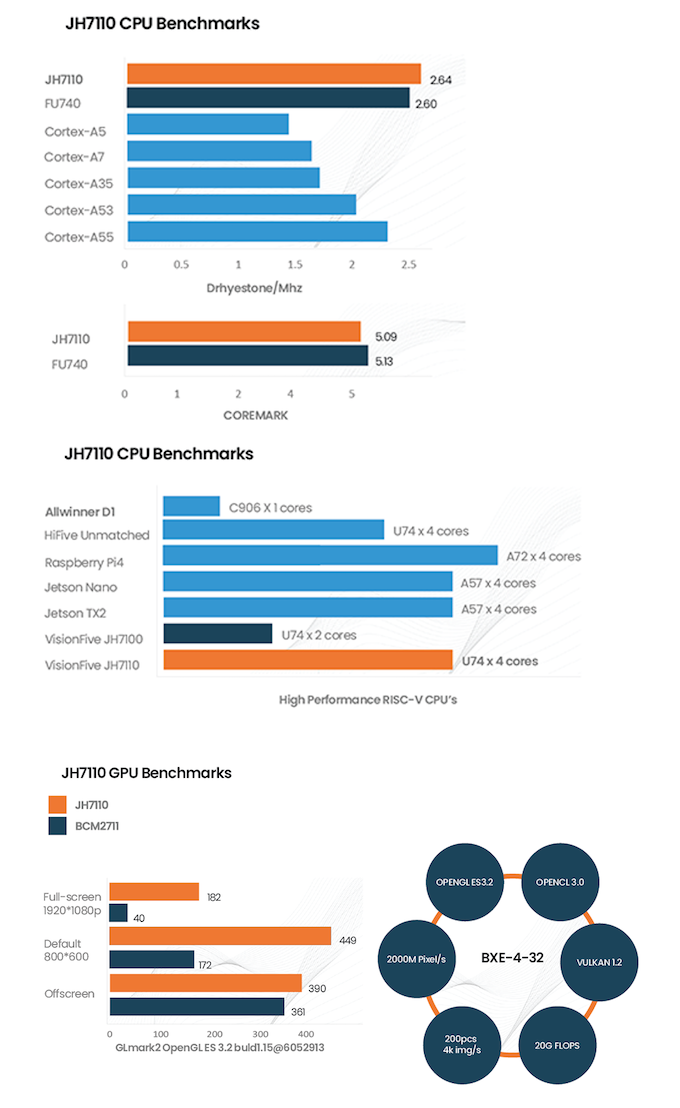 JH7110 CPU Benchmarks
JH7110
2.64
FU740
2.60
Cortex-A5
Cortex-A7
Cortex-A35
Cortex-A53
Cortex-A55
0 0.5 1 1.5 2 2.5
Drhyestone/Mhz
JH7110
5.09
FU740
5.13
0 1 2 4 5
COREMARK
JH7110 CPU Benchmarks
Allwinner D1
C906 X 1 cores
HiFive Unmatched
U74 x 4 cores
Raspberry Pi4
A72 x 4 cores
Jetson Nano
A57 x 4 cores
Jetson TX2
A57 x 4 cores
VisionFive JH7100
U74 x 2 cores
VisionFive JH7110
U74 x 4 cores
High Performance RISC-V CPU's
JH7110 GPU Benchmarks
JH7110
BCM2711
Full-screen
1920*1080p
182
40
Default
800*600
449
172
Offscreen
390
361
0 100 200 300 400
GLmark2 OpenGL ES 3.2 buld1.15@6052913
OPENGL ES3.2
OPENCL 3.0
2000M Pixel/s
BXE-4-32
VULKAN 1.2
200pcs
4k img/s
20G FLOPS